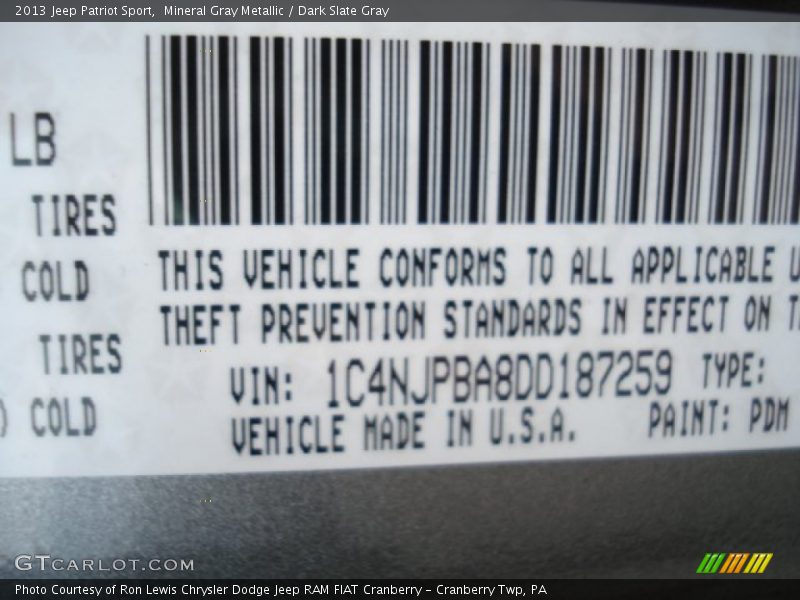 2013 Jeep Patriot Sport,  Mineral Gray Metallic / Dark Slate Gray
LB
TIRES
COLD
TIRES
) COLD
THIS VEHICLE CONFORMS TO ALL APPLICABLE U
THEFT PREVENTION STANDARDS IN EFFECT ON T
VIN: 1C4NJPBA8DD187259 TYPE:
VEHICLE MADE IN U.S.A. PAINT: PDM
GTCARLOT.COM
Photo Courtesy of Ron Lewis Chrysler Dodge Jeep RAM FIAT Cranberry – Cranberry Twp, PA